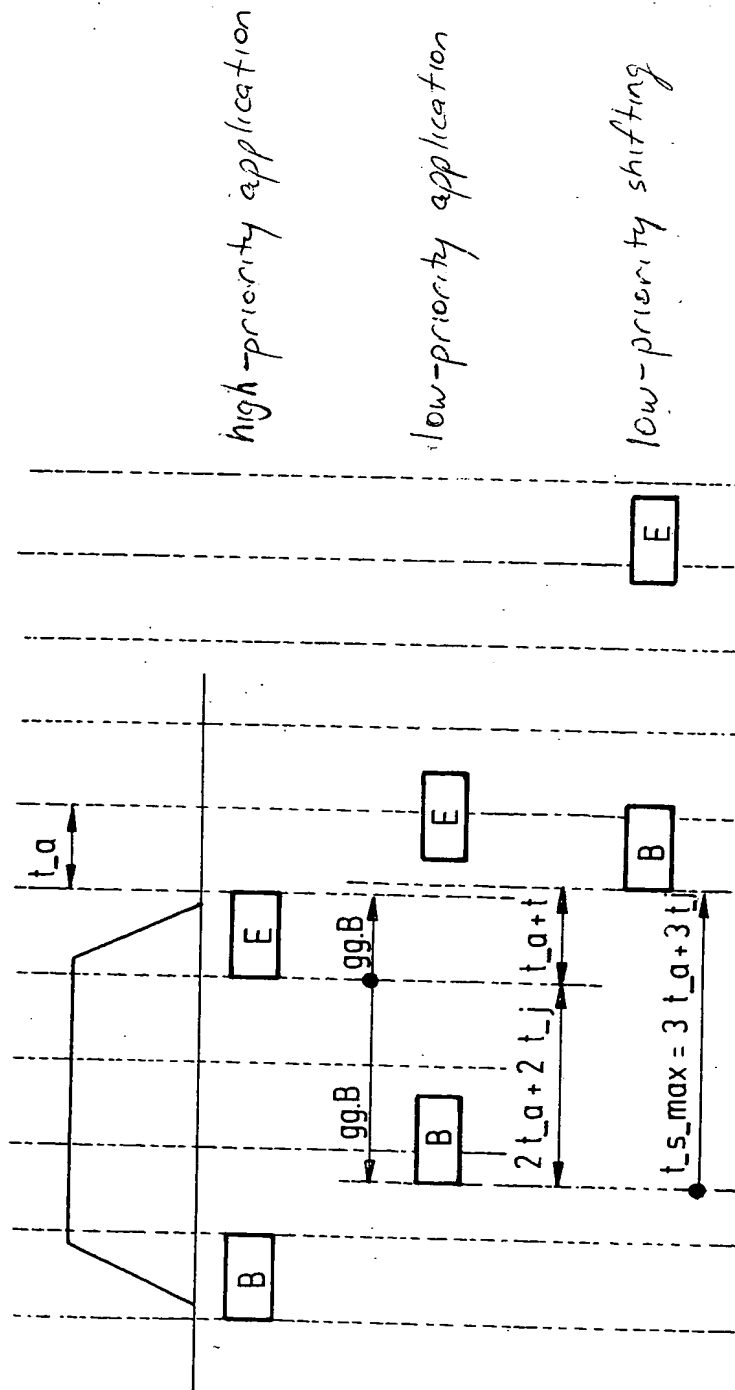 t_a
B
E
high-priority application
gg.B
gg.B
B
E
low-priority application
2 t_a + 2 t_j
t_a+t
B
E
low-priority shifting
t_s_max = 3 t_a+3 t_j